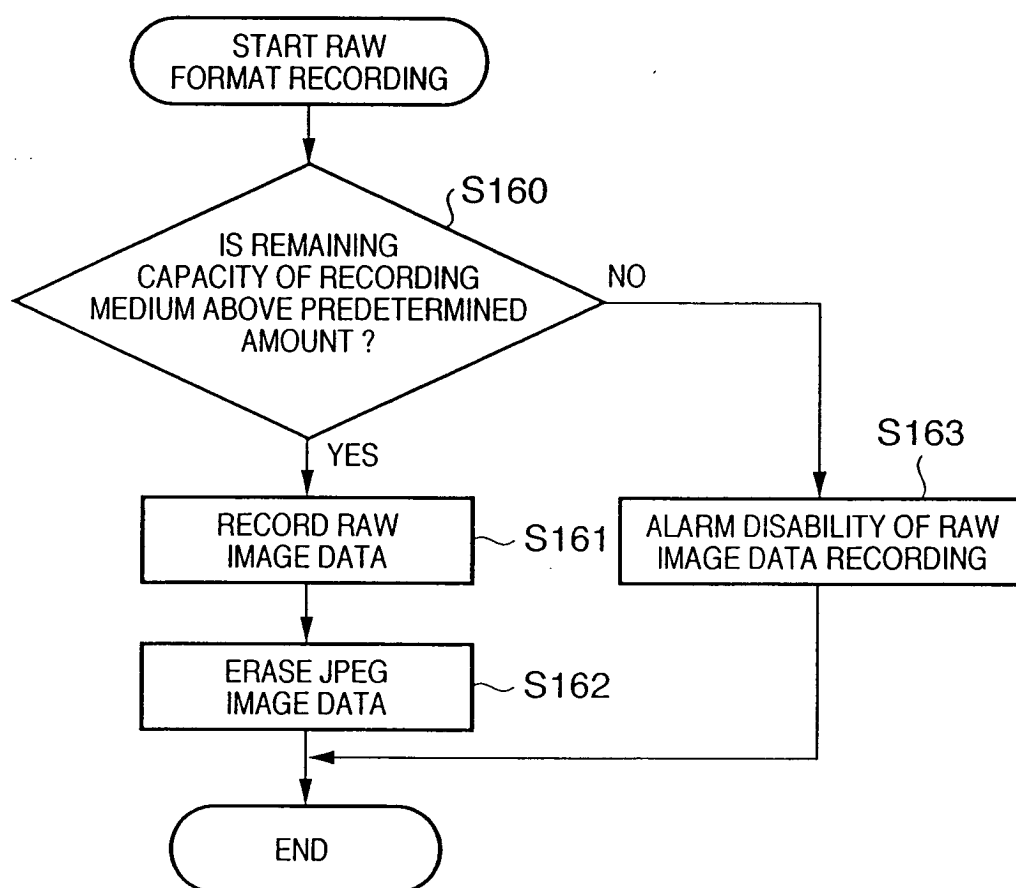 START RAW
FORMAT RECORDING
S160
IS REMAINING
CAPACITY OF RECORDING
MEDIUM ABOVE PREDETERMINED
AMOUNT ?
NO
YES
S163
RECORD RAW
IMAGE DATA
S161
ALARM DISABILITY OF RAW
IMAGE DATA RECORDING
ERASE JPEG
IMAGE DATA
S162
END